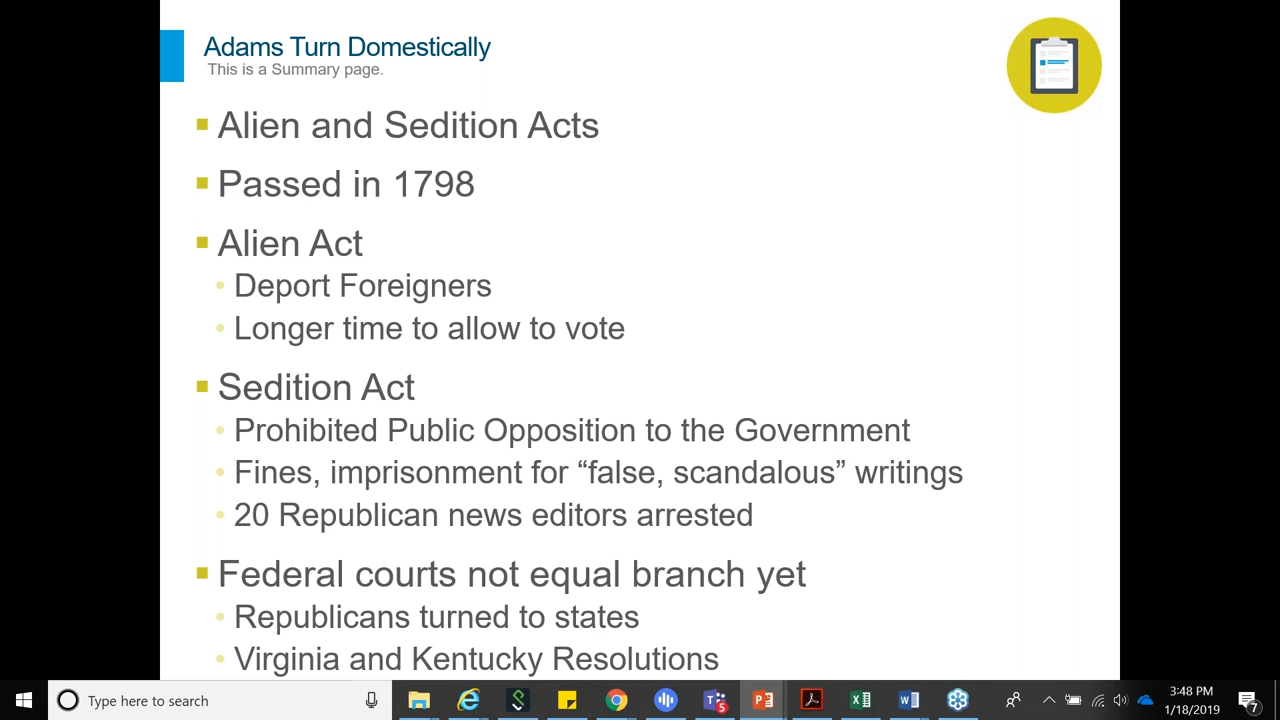 Adams Turn Domestically
This is a Summary page.
Alien and Sedition Acts
Passed in 1798
Alien Act
Deport Foreigners
Longer time to allow to vote
Sedition Act
Prohibited Public Opposition to the Government
Fines, imprisonment for “false, scandalous” writings
20 Republican news editors arrested
Federal courts not equal branch yet
Republicans turned to states
Virginia and Kentucky Resolutions
Type here to search
3:48 PM
1/18/2019
5
7